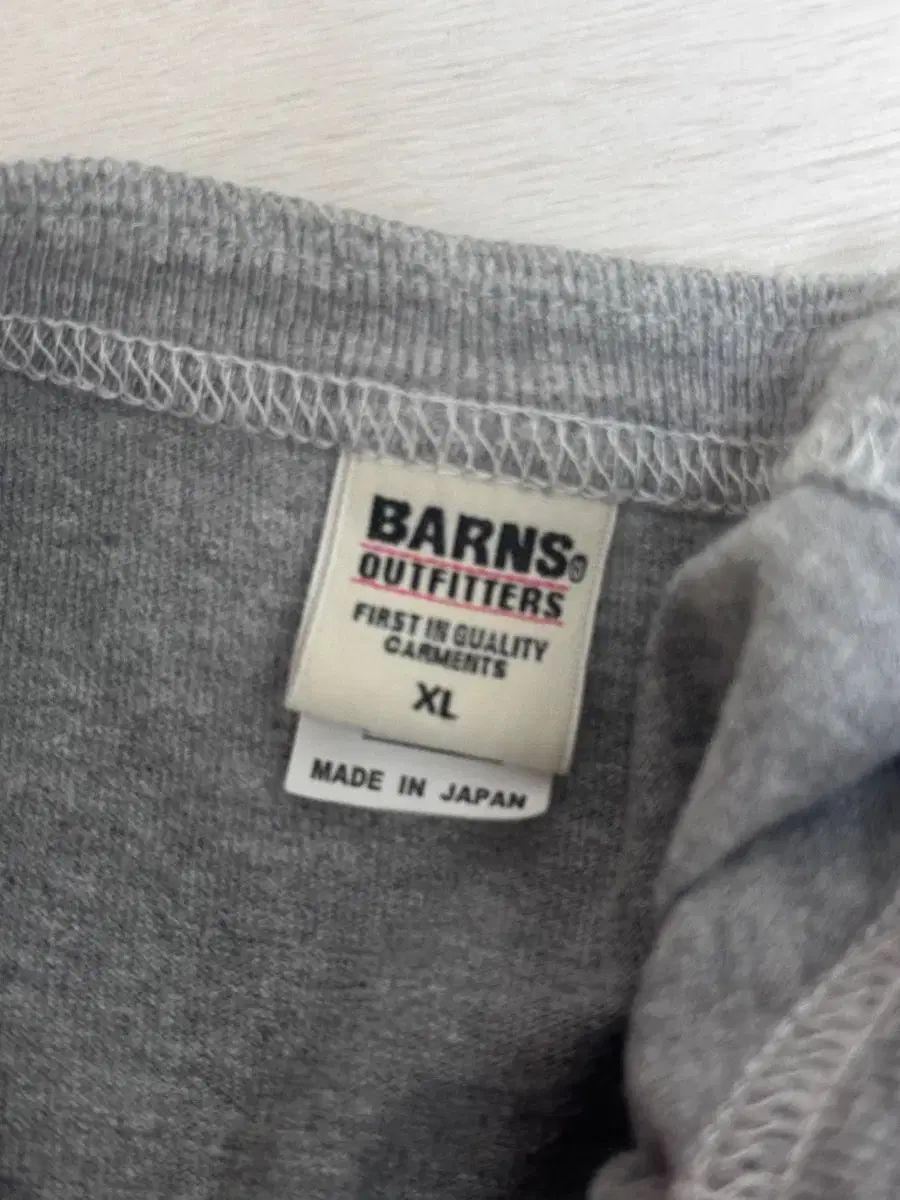 BARNS®
OUTFITTERS
FIRST IN QUALITY
GARMENTS
XL
MADE IN JAPAN